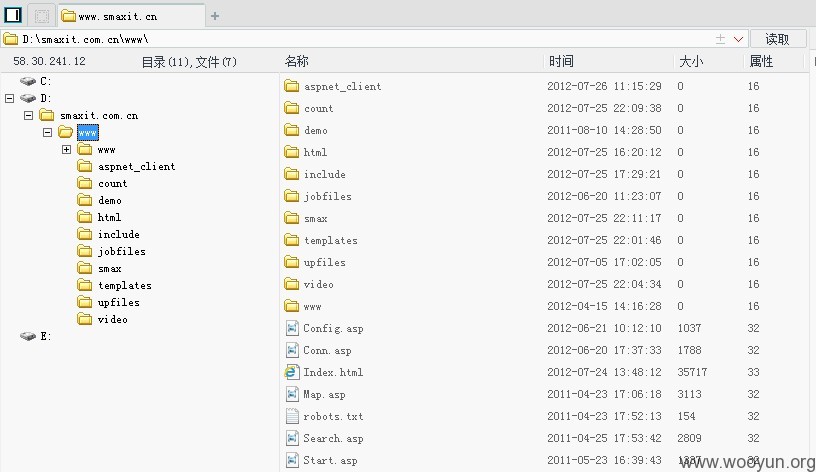 www.smaxit.cn
D:\smaxit.com.cn\www\ 读取
58.30.241.12 目录(11),文件(7) 名称 时间 大小 属性
C:
D:
smaxit.com.cn
www
www
aspnet_client
count
demo
html
include
jobfiles
smax
templates
upfiles
video
E:
aspnet_client 2012-07-26 11:15:29 0 16
count 2012-07-25 22:09:38 0 16
demo 2011-08-10 14:28:50 0 16
html 2012-07-25 16:20:12 0 16
include 2012-07-25 17:29:21 0 16
jobfiles 2012-06-20 11:23:07 0 16
smax 2012-07-25 22:11:17 0 16
templates 2012-07-25 22:01:46 0 16
upfiles 2012-07-05 17:02:05 0 16
video 2012-07-25 22:04:34 0 16
www 2012-04-15 14:16:28 0 16
Config.asp 2012-06-21 10:12:10 1037 32
Conn.asp 2012-06-20 17:37:33 1788 32
Index.html 2012-07-24 13:48:12 35717 33
Map.asp 2011-04-23 17:06:18 3113 32
robots.txt 2011-04-23 17:52:13 154 32
Search.asp 2011-04-25 17:53:42 2809 32
Start.asp 2011-04-23 16:39:43
www.wooyun.org